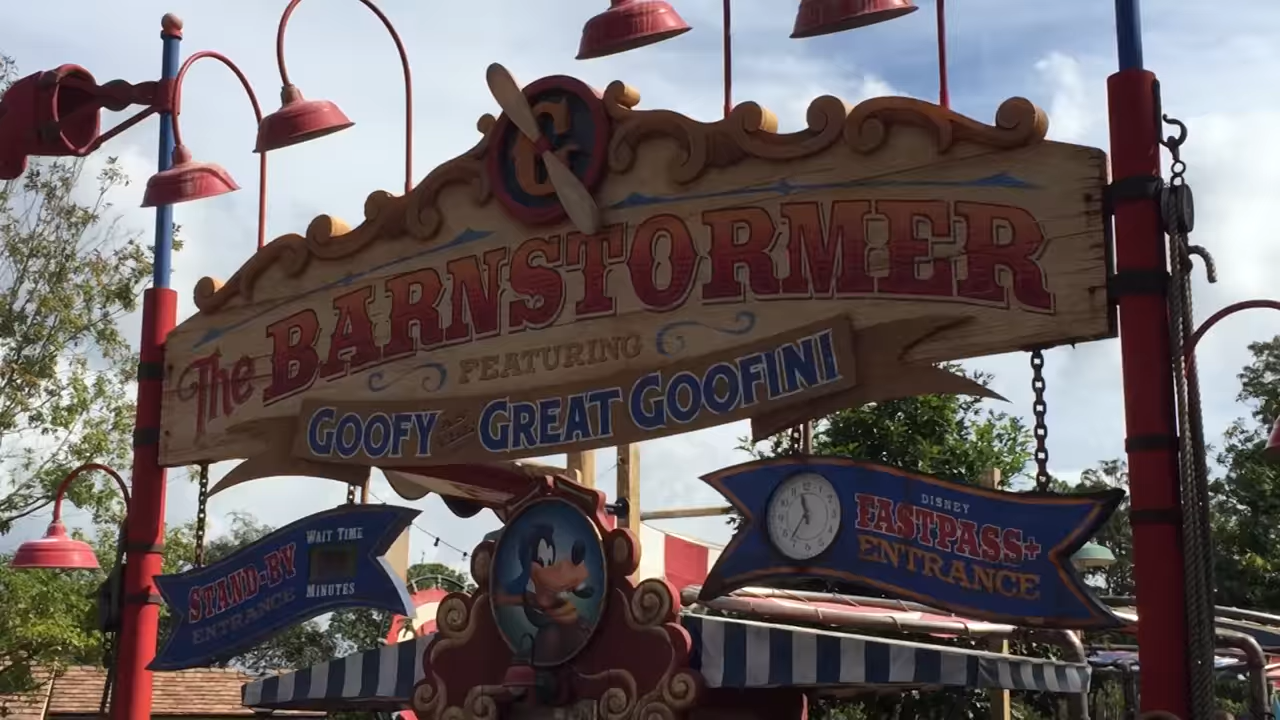 G
The BARNSTORMER
FEATURING
GOOFY GREAT GOOFINI
STAND-BY
ENTRANCE
WAIT TIME
MINUTES
DISNEY
FASTPASS+
ENTRANCE